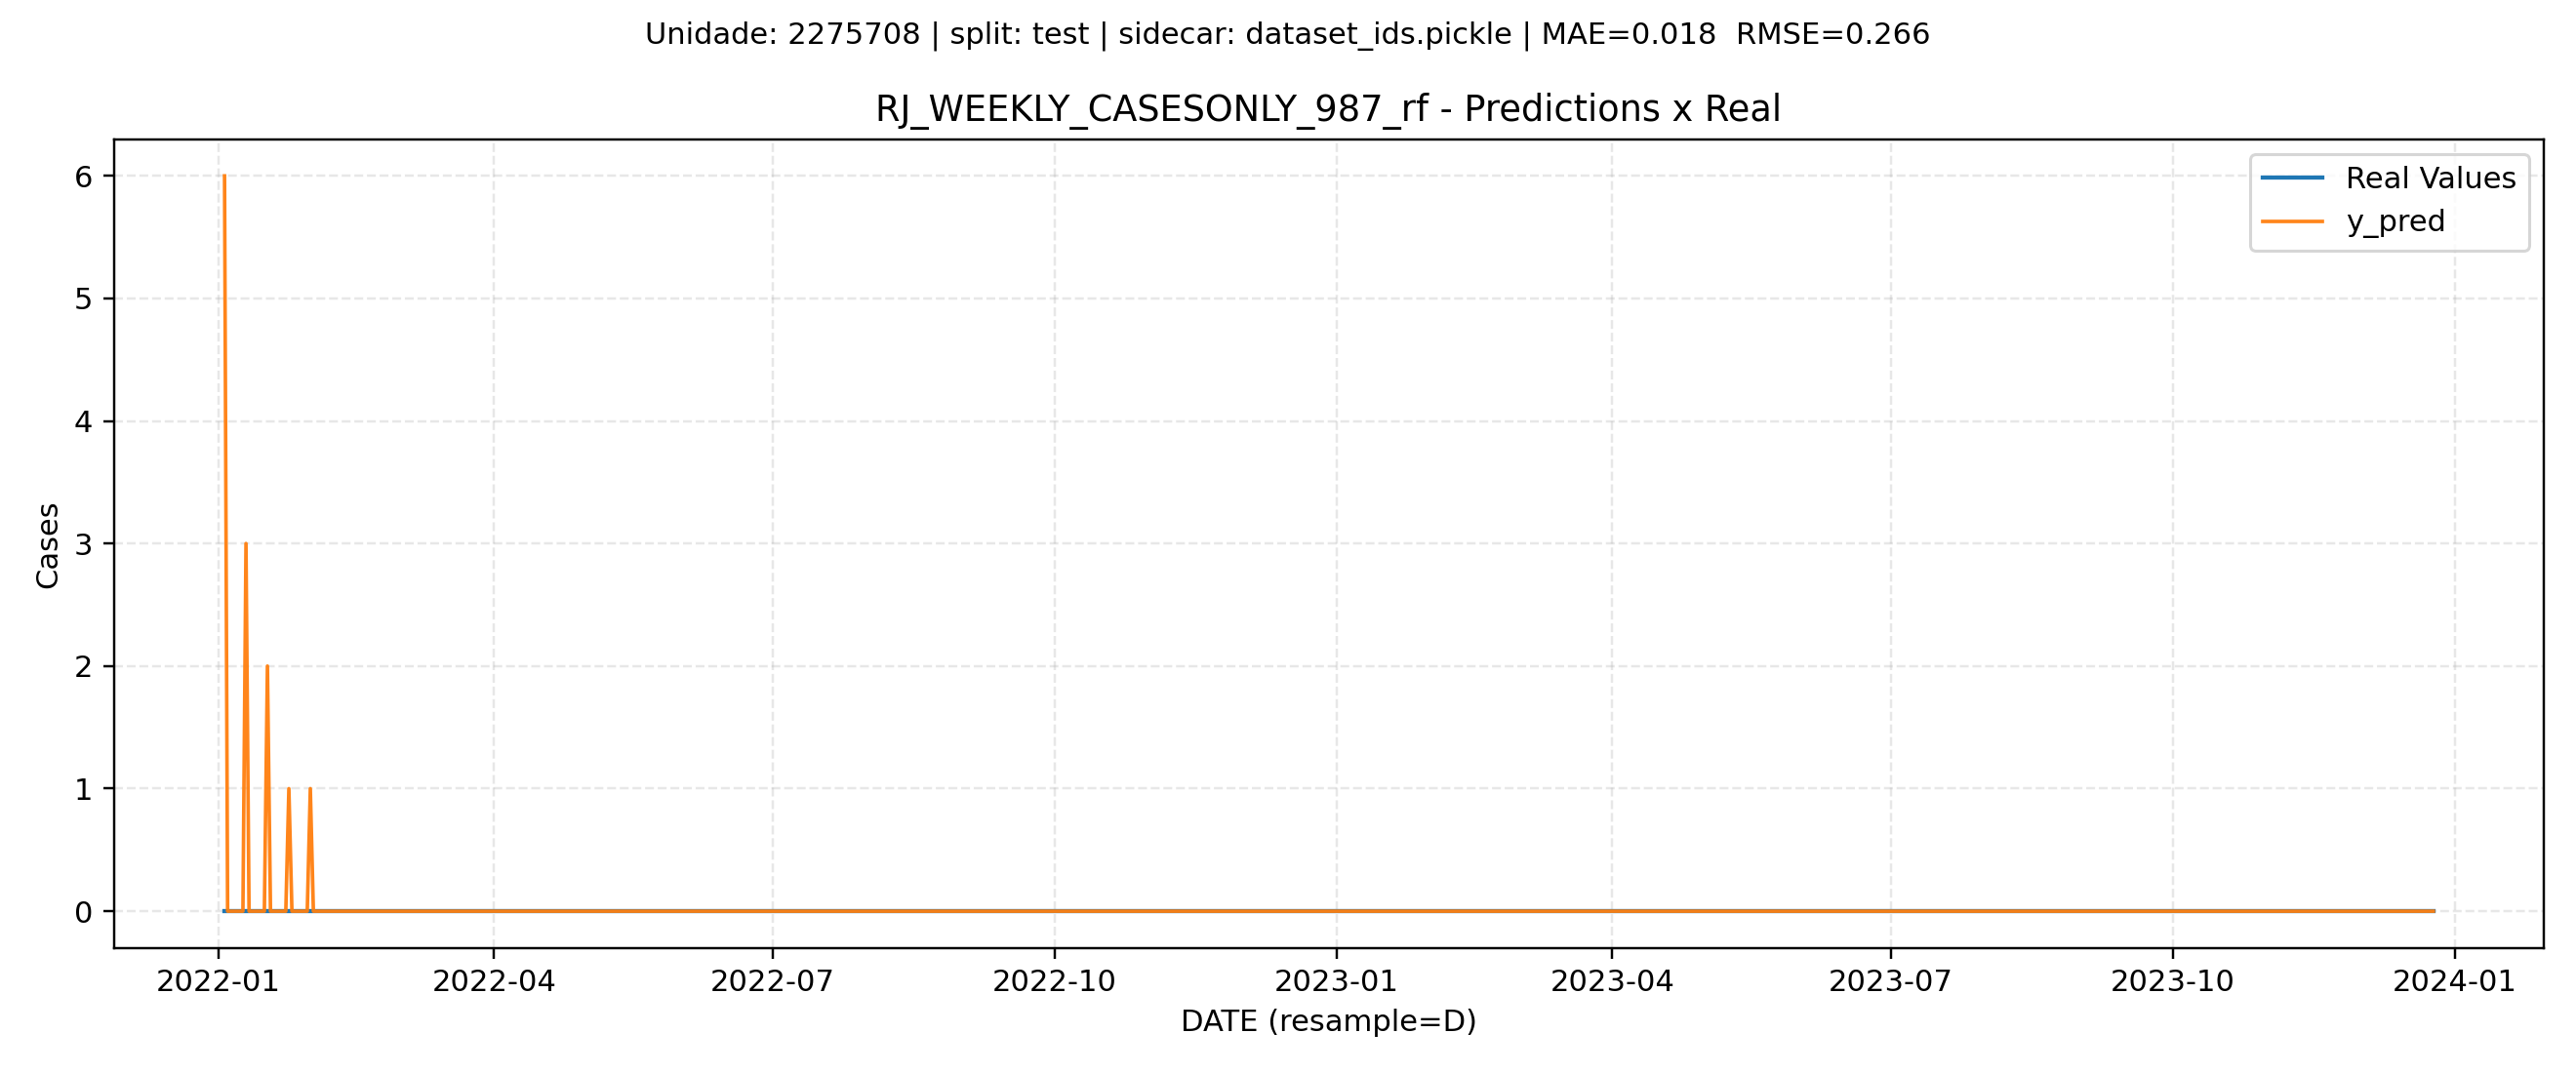 Unidade: 2275708 | split: test | sidecar: dataset_ids.pickle | MAE=0.018  RMSE=0.266
RJ_WEEKLY_CASESONLY_987_rf - Predictions x Real
Real Values
y_pred
6
5
4
3
2
1
0
Cases
2022-01
2022-04
2022-07
2022-10
2023-01
2023-04
2023-07
2023-10
2024-01
DATE (resample=D)